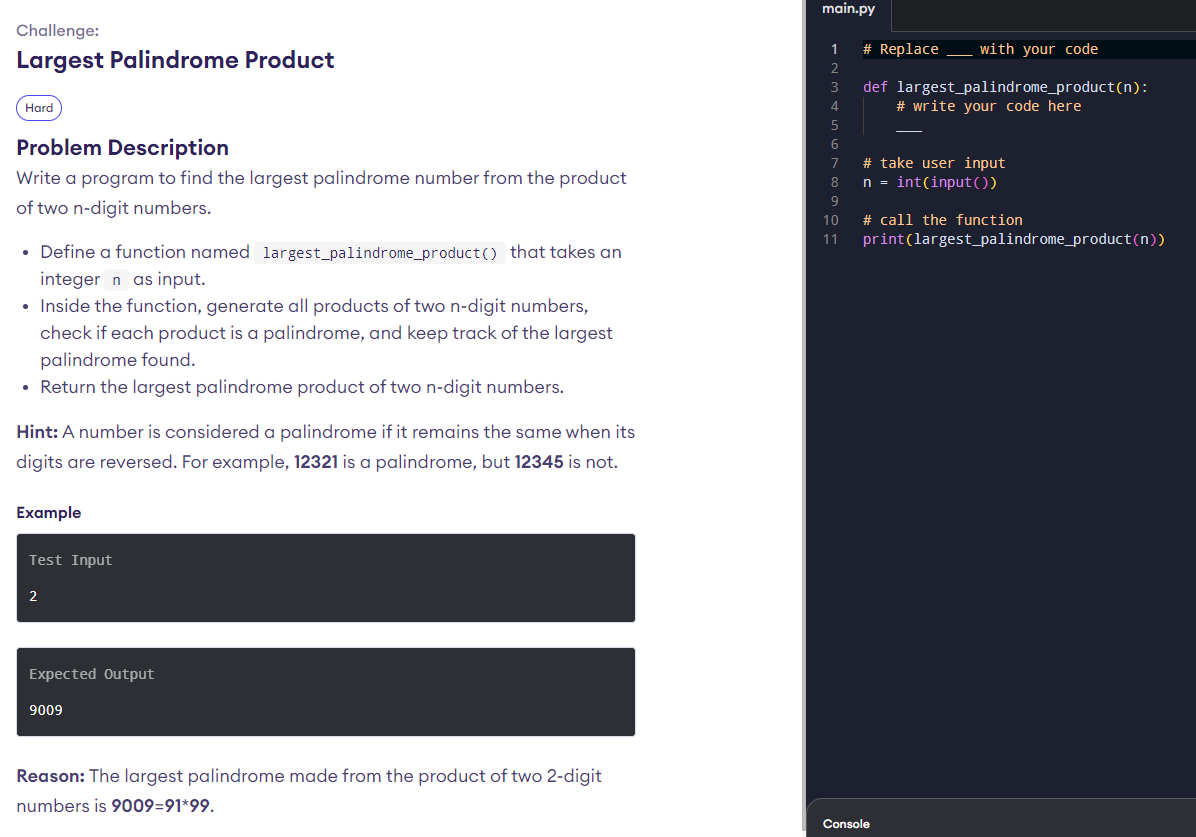 Challenge:
Largest Palindrome Product
Hard
Problem Description
Write a program to find the largest palindrome number from the product
of two n-digit numbers.
• Define a function named largest_palindrome_product() that takes an
integer n as input.
• Inside the function, generate all products of two n-digit numbers,
check if each product is a palindrome, and keep track of the largest
palindrome found.
• Return the largest palindrome product of two n-digit numbers.
Hint: A number is considered a palindrome if it remains the same when its
digits are reversed. For example, 12321 is a palindrome, but 12345 is not.
Example
Test Input
2
Expected Output
9009
Reason: The largest palindrome made from the product of two 2-digit
numbers is 9009=91*99.
main.py
1 # Replace ___ with your code
2
3 def largest_palindrome_product(n):
4     # write your code here
5     ___
6
7 # take user input
8 n = int(input())
9
10 # call the function
11 print(largest_palindrome_product(n))
Console